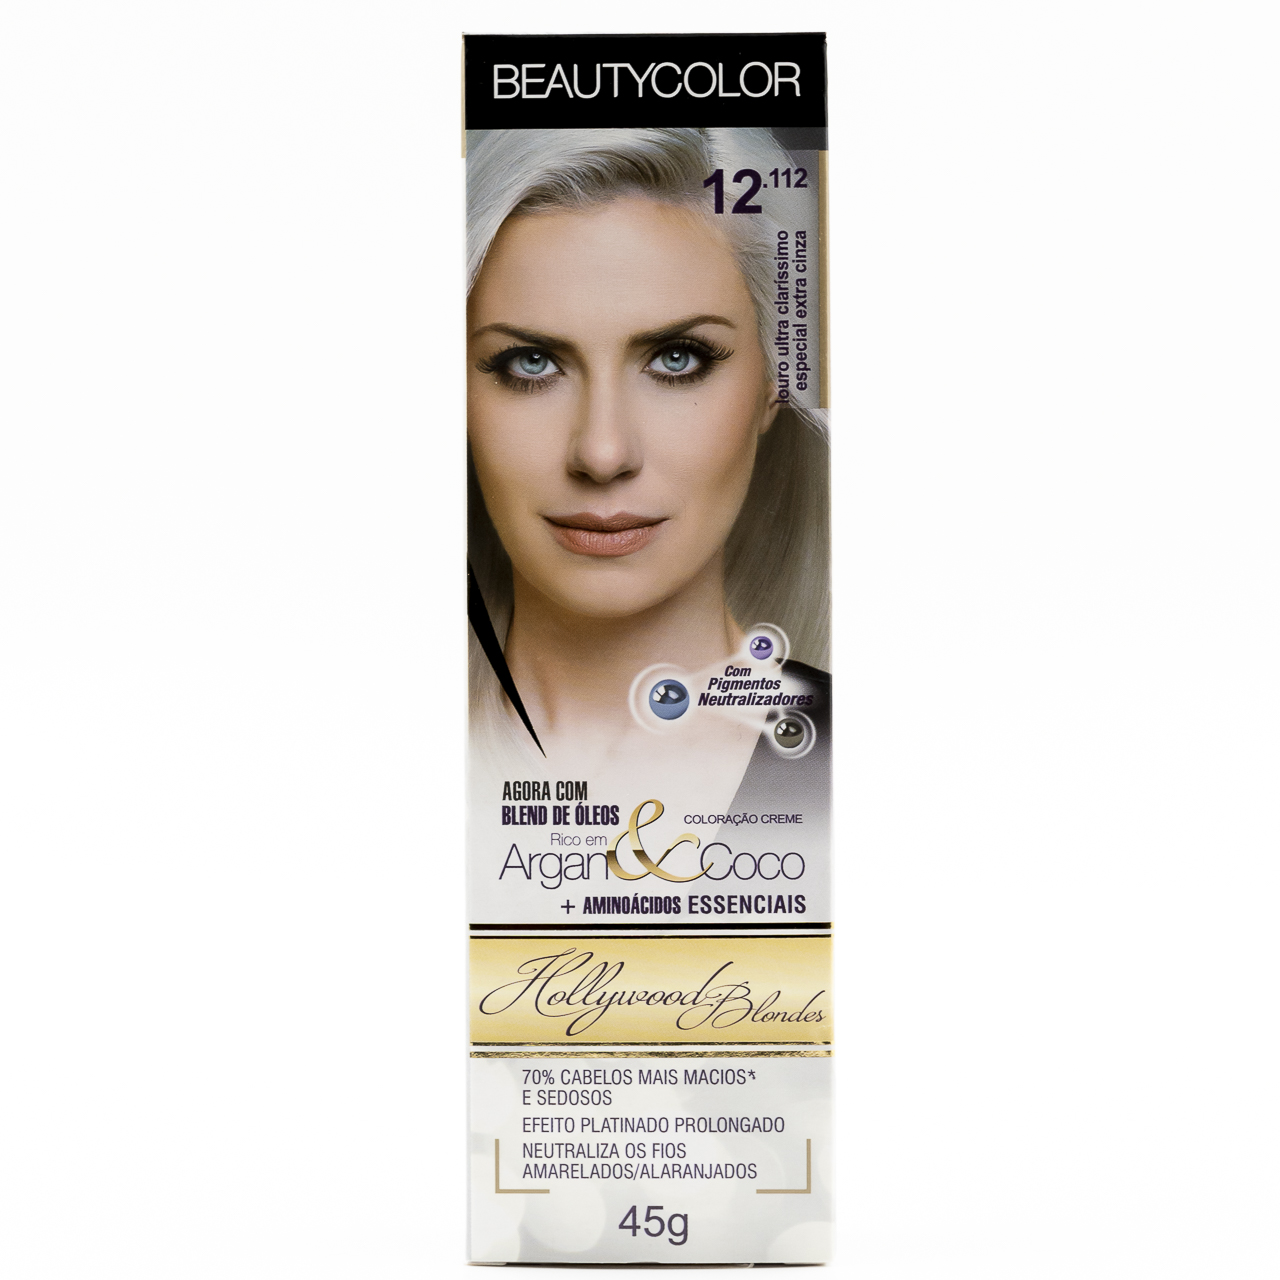 BEAUTYCOLOR
12.112
louro ultra claríssimo
especial extra cinza
Com
Pigmentos
Neutralizadores
AGORA COM
BLEND DE ÓLEOS
COLORAÇÃO CREME
Rico em
Argan & Coco
+ AMINOÁCIDOS ESSENCIAIS
Hollywood Blondes
70% CABELOS MAIS MACIOS*
E SEDOSOS
EFEITO PLATINADO PROLONGADO
NEUTRALIZA OS FIOS
AMARELADOS/ALARANJADOS
45g